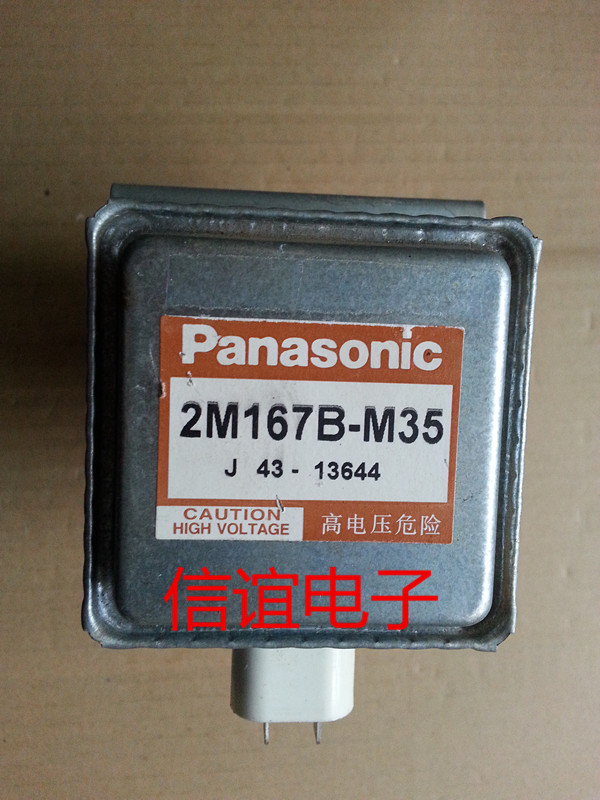 Panasonic
2M167B-M35
J 43 - 13644
CAUTION
HIGH VOLTAGE
高电压危险
信谊电子